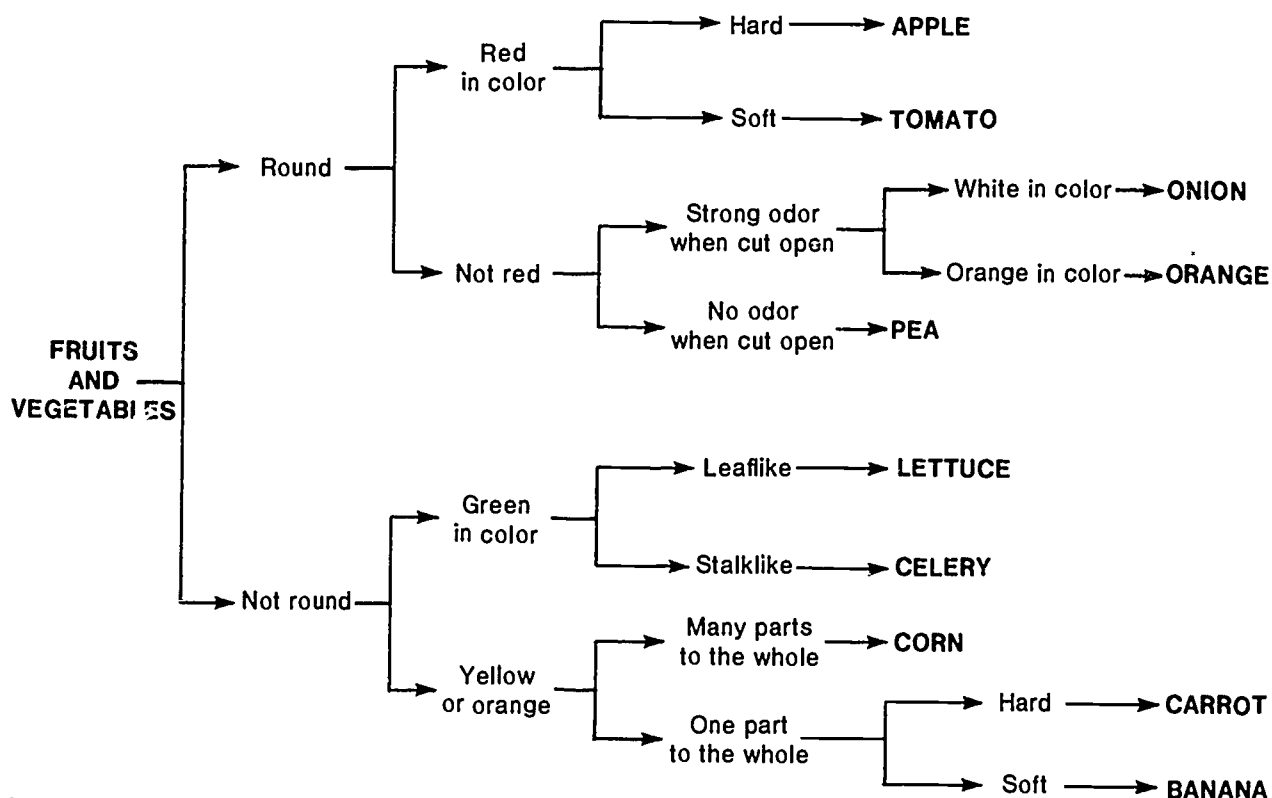 Hard
APPLE
Red
in color
Soft
TOMATO
Round
White in color
ONION
Strong odor
when cut open
Not red
Orange in color
ORANGE
No odor
when cut open
PEA
FRUITS
AND
VEGETABLES
Leaflike
LETTUCE
Green
in color
Stalklike
CELERY
Not round
Many parts
to the whole
CORN
Yellow
or orange
Hard
CARROT
One part
to the whole
Soft
BANANA